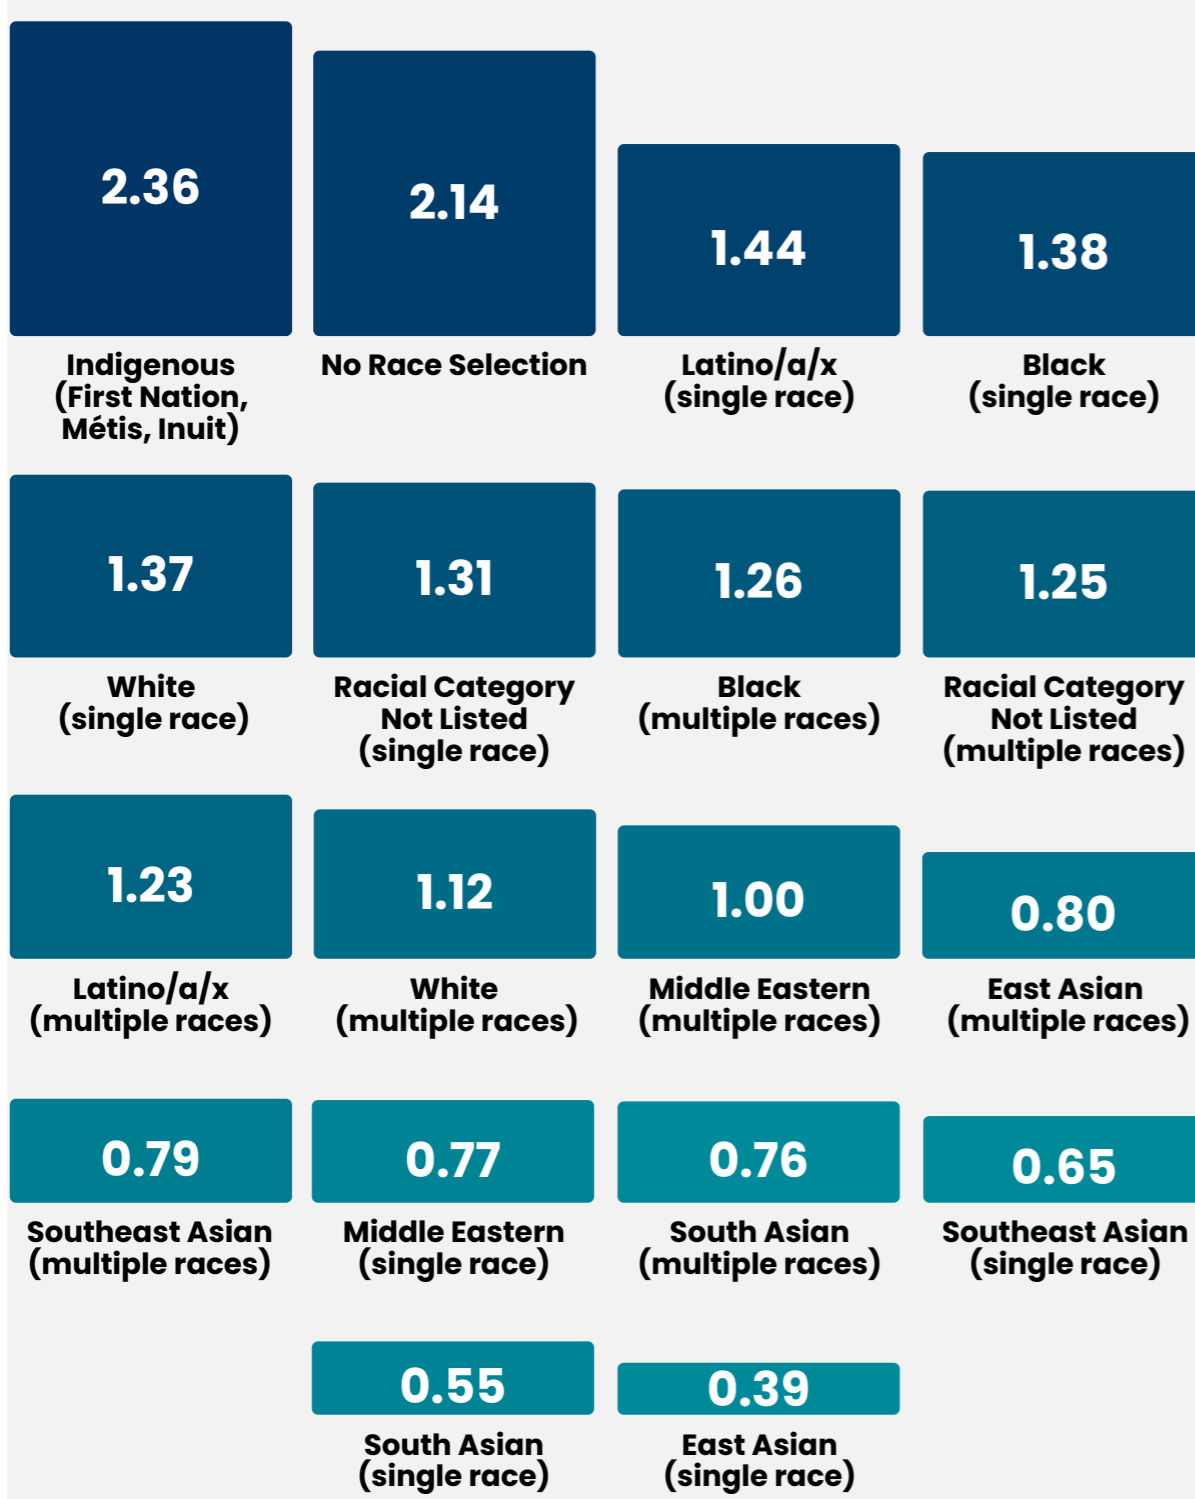 2.36
2.14
1.44
1.38
Indigenous
(First Nation,
Métis, Inuit)
No Race Selection
Latino/a/x
(single race)
Black
(single race)
1.37
1.31
1.26
1.25
White
(single race)
Racial Category
Not Listed
(single race)
Black
(multiple races)
Racial Category
Not Listed
(multiple races)
1.23
1.12
1.00
0.80
Latino/a/x
(multiple races)
White
(multiple races)
Middle Eastern
(multiple races)
East Asian
(multiple races)
0.79
0.77
0.76
0.65
Southeast Asian
(multiple races)
Middle Eastern
(single race)
South Asian
(multiple races)
Southeast Asian
(single race)
0.55
0.39
South Asian
(single race)
East Asian
(single race)